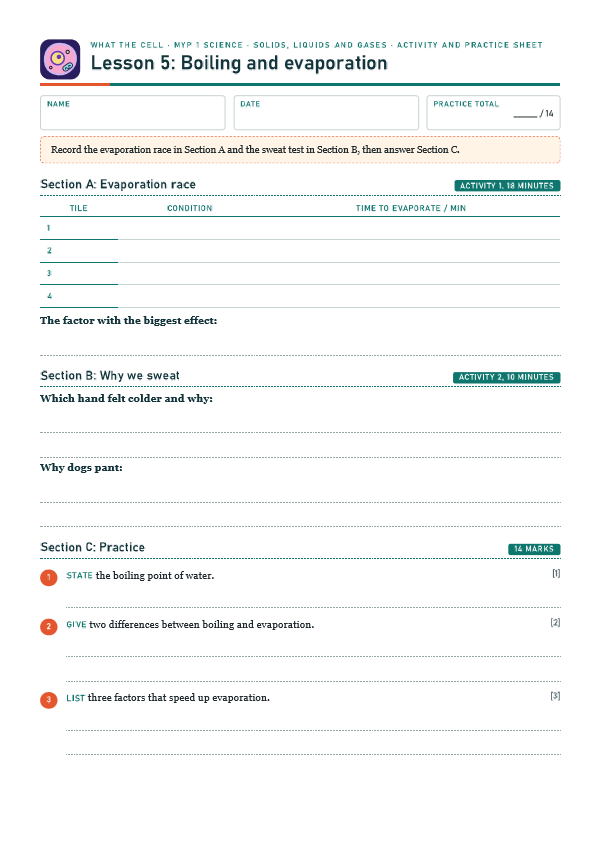 WHAT THE CELL · MYP 1 SCIENCE · SOLIDS, LIQUIDS AND GASES · ACTIVITY AND PRACTICE SHEET
Lesson 5: Boiling and evaporation
NAME
DATE
PRACTICE TOTAL
_____ / 14
Record the evaporation race in Section A and the sweat test in Section B, then answer Section C.
Section A: Evaporation race
ACTIVITY 1, 18 MINUTES
TILE CONDITION TIME TO EVAPORATE / MIN
1
2
3
4
The factor with the biggest effect:
Section B: Why we sweat
ACTIVITY 2, 10 MINUTES
Which hand felt colder and why:
Why dogs pant:
Section C: Practice
14 MARKS
1 STATE the boiling point of water. [1]
2 GIVE two differences between boiling and evaporation. [2]
3 LIST three factors that speed up evaporation. [3]